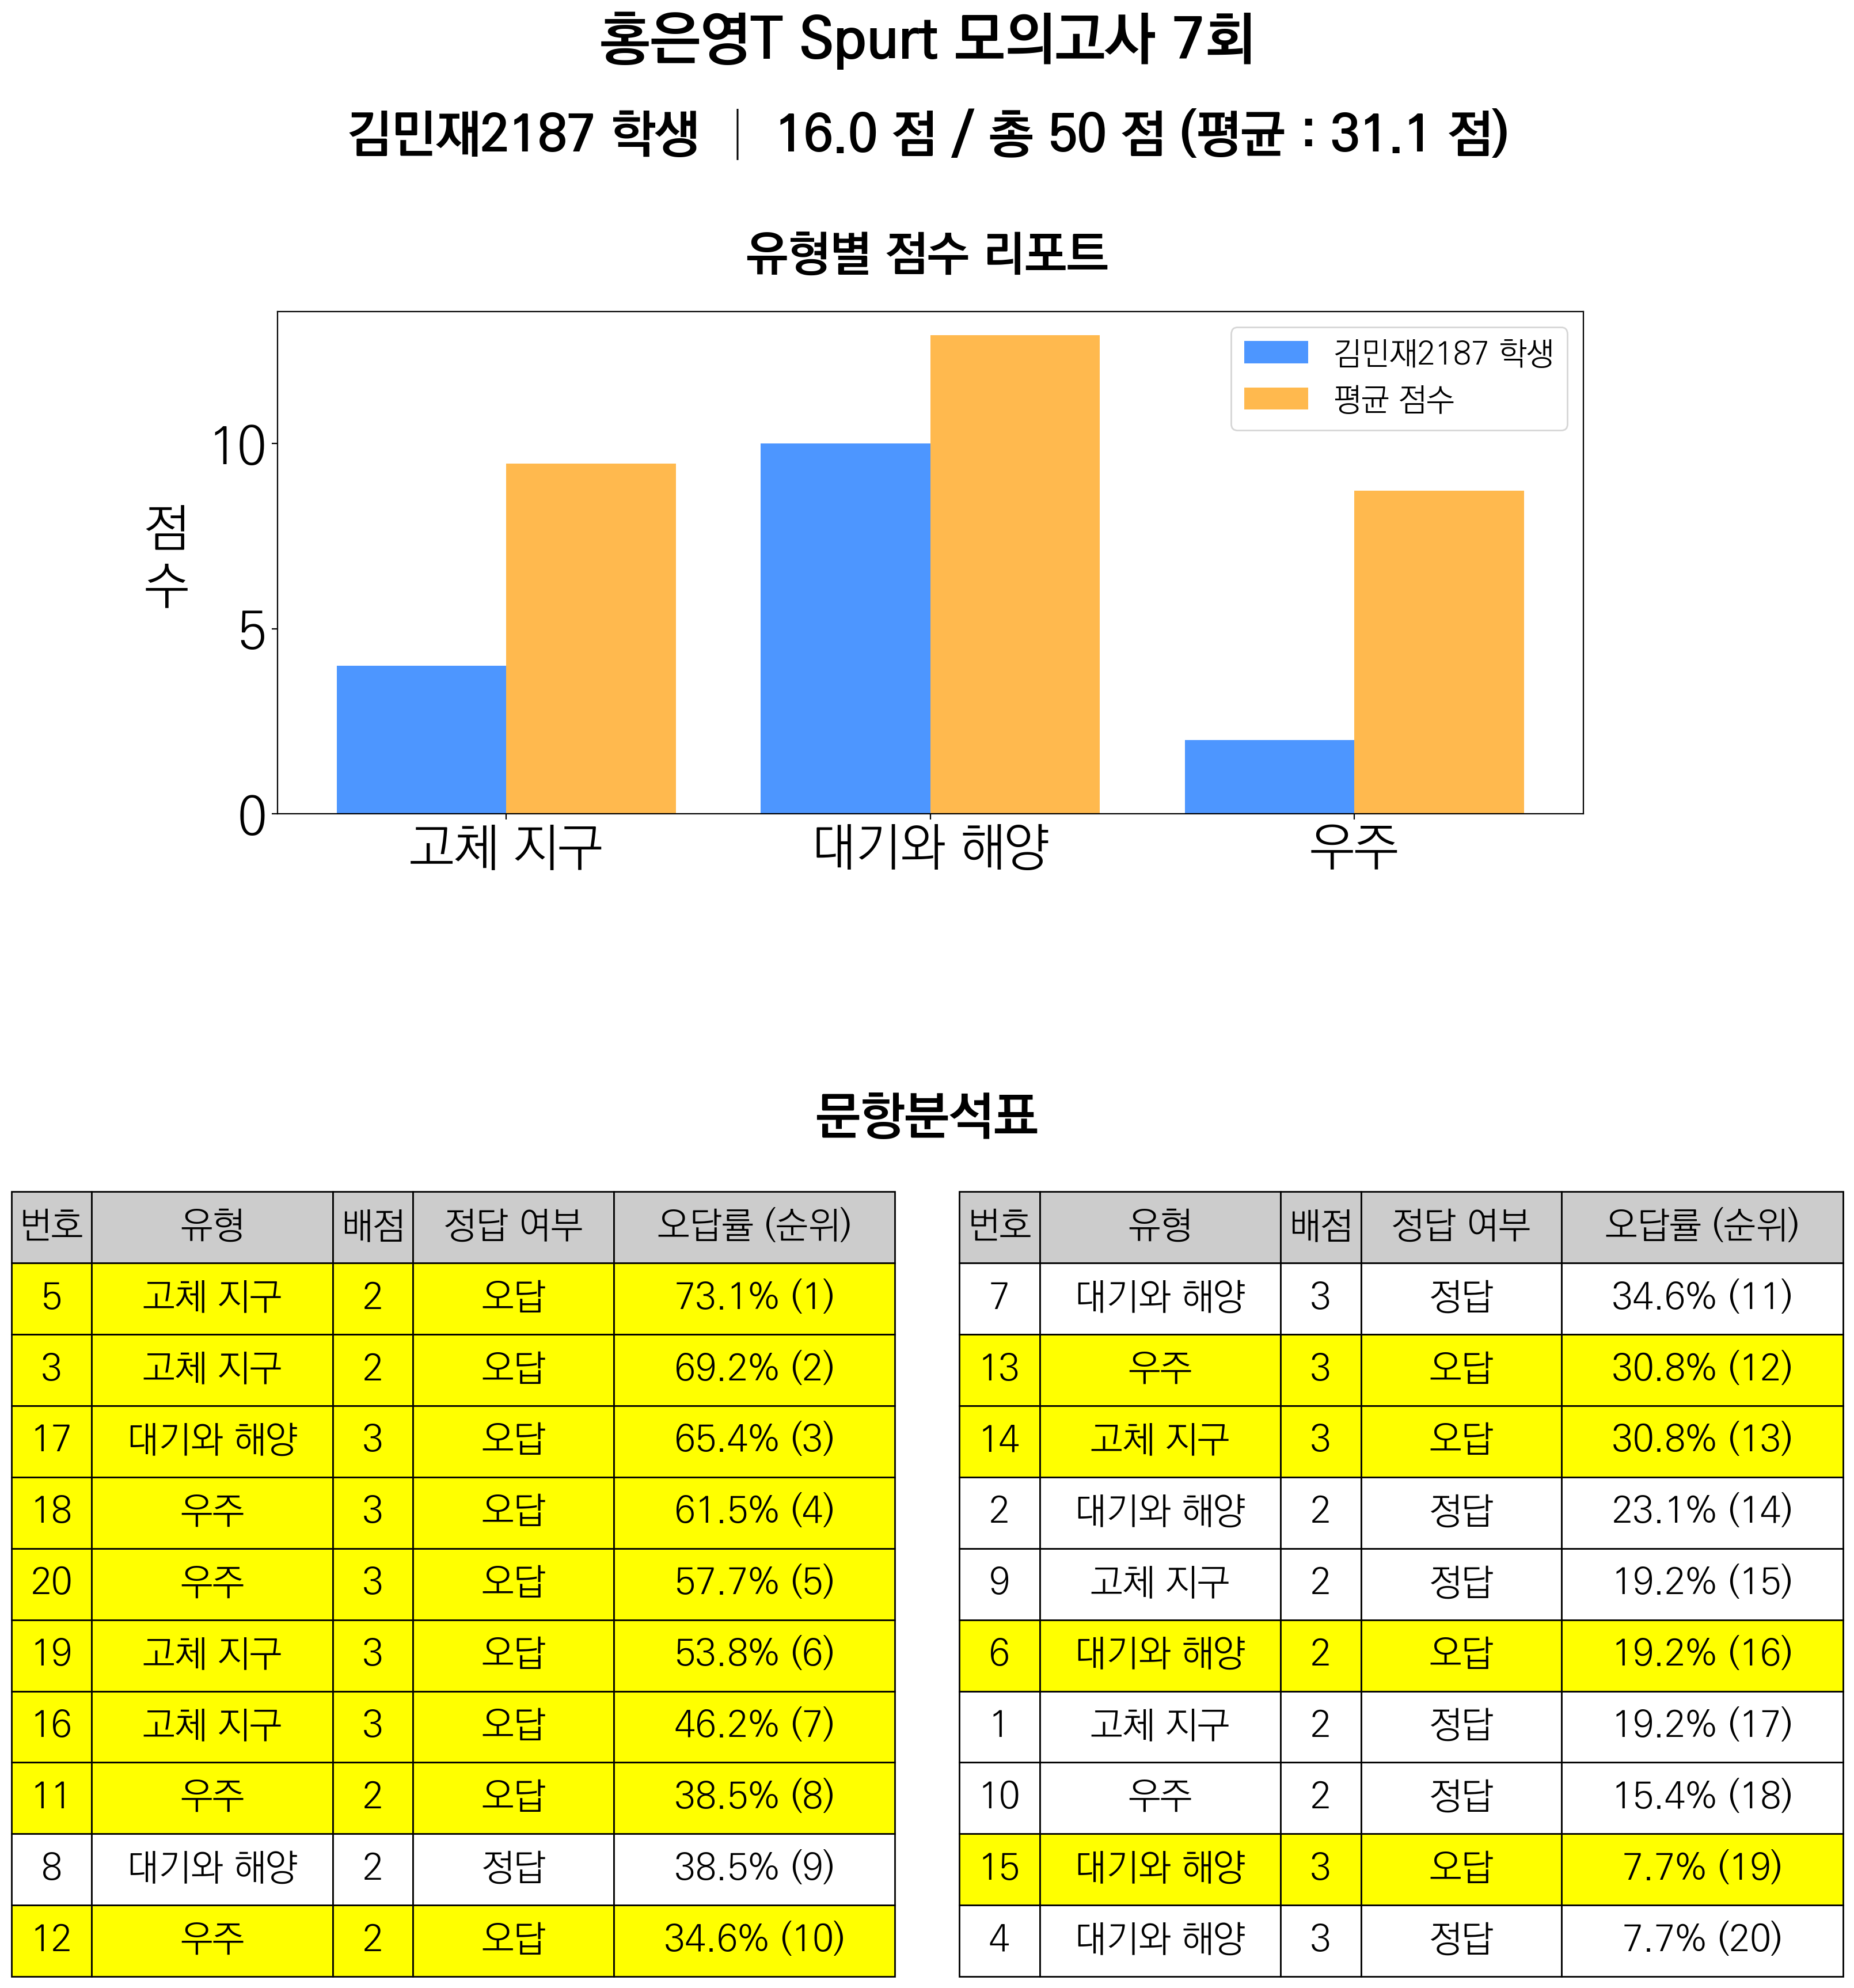 홍은영T Spurt 모의고사 7회
김민재2187 학생 | 16.0 점 / 총 50 점 (평균 : 31.1 점)
유형별 점수 리포트
김민재2187 학생
평균 점수
점
수
10
5
0
고체 지구 대기와 해양 우주
문항분석표
번호 유형 배점 정답 여부 오답률 (순위)
5 고체 지구 2 오답 73.1% (1)
3 고체 지구 2 오답 69.2% (2)
17 대기와 해양 3 오답 65.4% (3)
18 우주 3 오답 61.5% (4)
20 우주 3 오답 57.7% (5)
19 고체 지구 3 오답 53.8% (6)
16 고체 지구 3 오답 46.2% (7)
11 우주 2 오답 38.5% (8)
8 대기와 해양 2 정답 38.5% (9)
12 우주 2 오답 34.6% (10)
번호 유형 배점 정답 여부 오답률 (순위)
7 대기와 해양 3 정답 34.6% (11)
13 우주 3 오답 30.8% (12)
14 고체 지구 3 오답 30.8% (13)
2 대기와 해양 2 정답 23.1% (14)
9 고체 지구 2 정답 19.2% (15)
6 대기와 해양 2 오답 19.2% (16)
1 고체 지구 2 정답 19.2% (17)
10 우주 2 정답 15.4% (18)
15 대기와 해양 3 오답 7.7% (19)
4 대기와 해양 3 정답 7.7% (20)